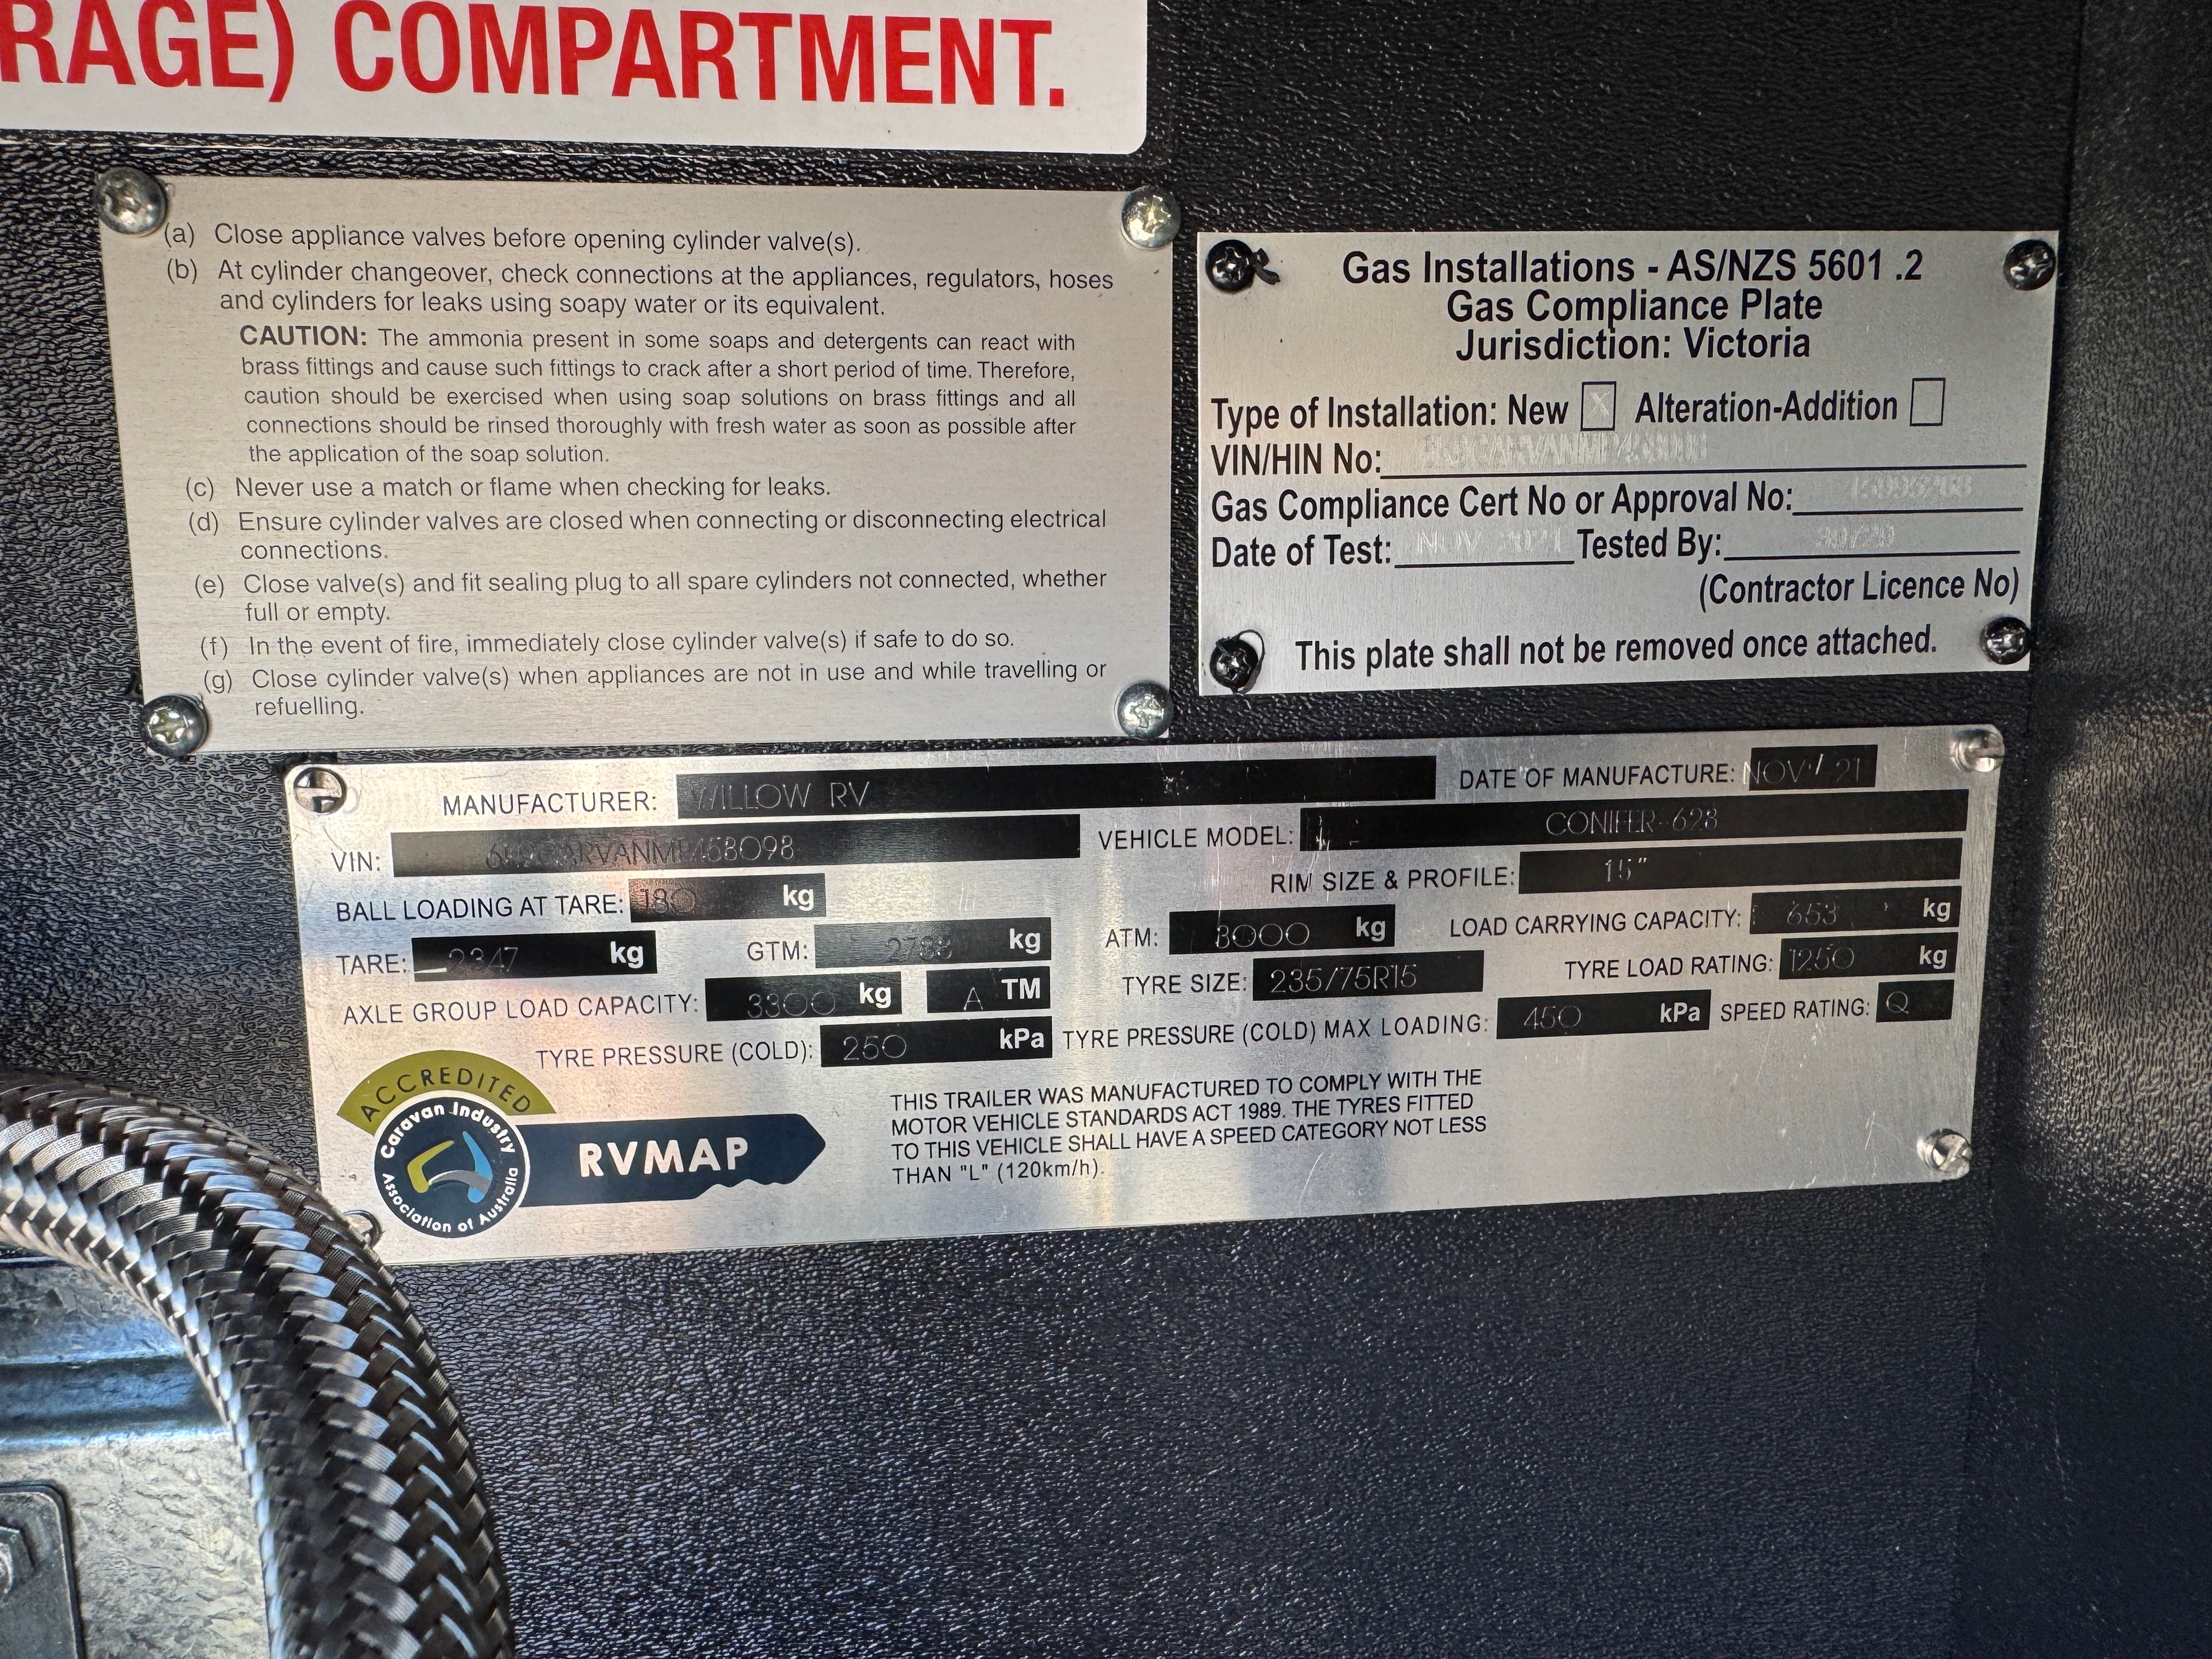 RAGE) COMPARTMENT.
(a) Close appliance valves before opening cylinder valve(s).
(b) At cylinder changeover, check connections at the appliances, regulators, hoses
and cylinders for leaks using soapy water or its equivalent.
CAUTION: The ammonia present in some soaps and detergents can react with
brass fittings and cause such fittings to crack after a short period of time. Therefore,
caution should be exercised when using soap solutions on brass fittings and all
connections should be rinsed thoroughly with fresh water as soon as possible after
the application of the soap solution.
(c) Never use a match or flame when checking for leaks.
(d) Ensure cylinder valves are closed when connecting or disconnecting electrical
connections.
(e) Close valve(s) and fit sealing plug to all spare cylinders not connected, whether
full or empty.
(f) In the event of fire, immediately close cylinder valve(s) if safe to do so.
(g) Close cylinder valve(s) when appliances are not in use and while travelling or
refuelling.
Gas Installations - AS/NZS 5601 .2
Gas Compliance Plate
Jurisdiction: Victoria
Type of Installation: New X Alteration-Addition
VIN/HIN No:
Gas Compliance Cert No or Approval No:
Date of Test: NOV 2021 Tested By:
(Contractor Licence No)
This plate shall not be removed once attached.
MANUFACTURER: WILLOW RV DATE OF MANUFACTURE: NOV / 21
VIN: VEHICLE MODEL: CONIFER-628
RIM SIZE & PROFILE: 15"
BALL LOADING AT TARE: 180 kg
LOAD CARRYING CAPACITY: 653 kg
TARE: 2347 kg GTM: kg ATM: 3000 kg
TYRE LOAD RATING: 1250 kg
AXLE GROUP LOAD CAPACITY: 3300 kg A TM TYRE SIZE: 235/75R15
TYRE PRESSURE (COLD): 250 kPa TYRE PRESSURE (COLD) MAX LOADING: 450 kPa SPEED RATING: Q
ACCREDITED
Caravan Industry
Association of Australia
RVMAP
THIS TRAILER WAS MANUFACTURED TO COMPLY WITH THE
MOTOR VEHICLE STANDARDS ACT 1989. THE TYRES FITTED
TO THIS VEHICLE SHALL HAVE A SPEED CATEGORY NOT LESS
THAN "L" (120km/h).